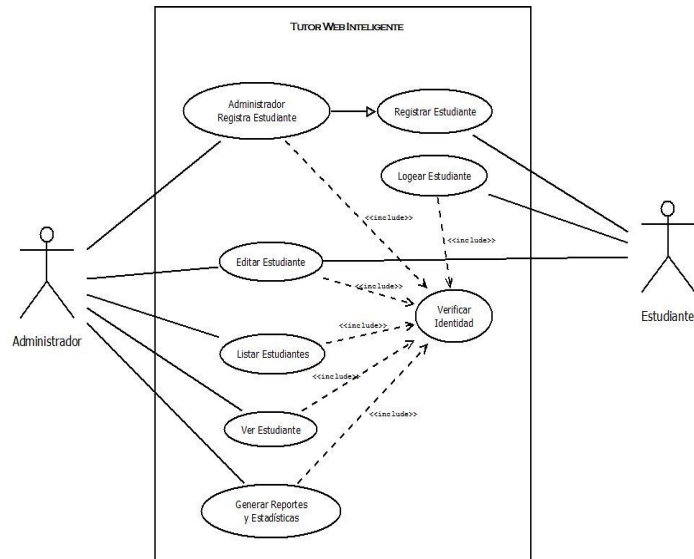 TUTOR WEB INTELIGENTE
Administrador
Registra Estudiante
Registrar Estudiante
Logear Estudiante
<<include>>
<<include>>
Editar Estudiante
<<include>>
Verificar
Identidad
Administrador
Estudiante
<<include>>
Listar Estudiantes
<<include>>
<<include>>
Ver Estudiante
Generar Reportes
y Estadísticas